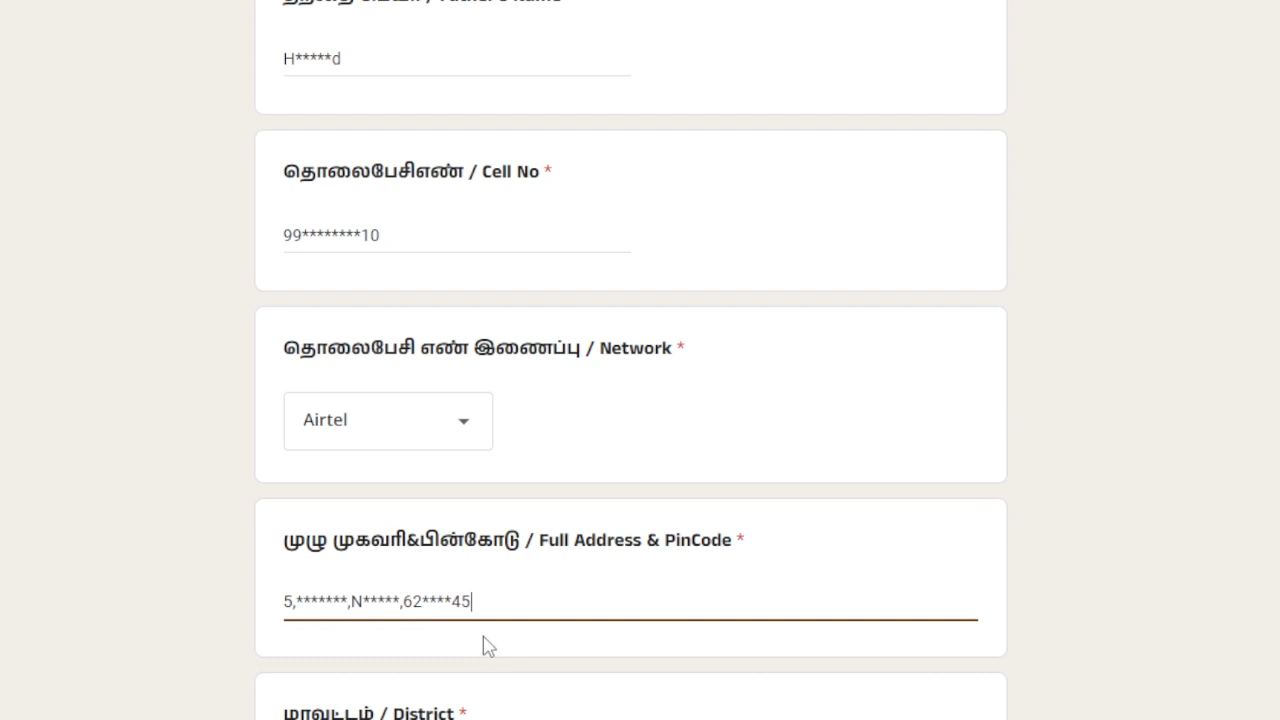 H*****d
தொலைபேசிஎண் / Cell No *
99********10
தொலைபேசி எண் இணைப்பு / Network *
Airtel
முழு முகவரி&பின்கோடு / Full Address & PinCode *
5,*******,N*****,62****45
மாவட்டம் / District *